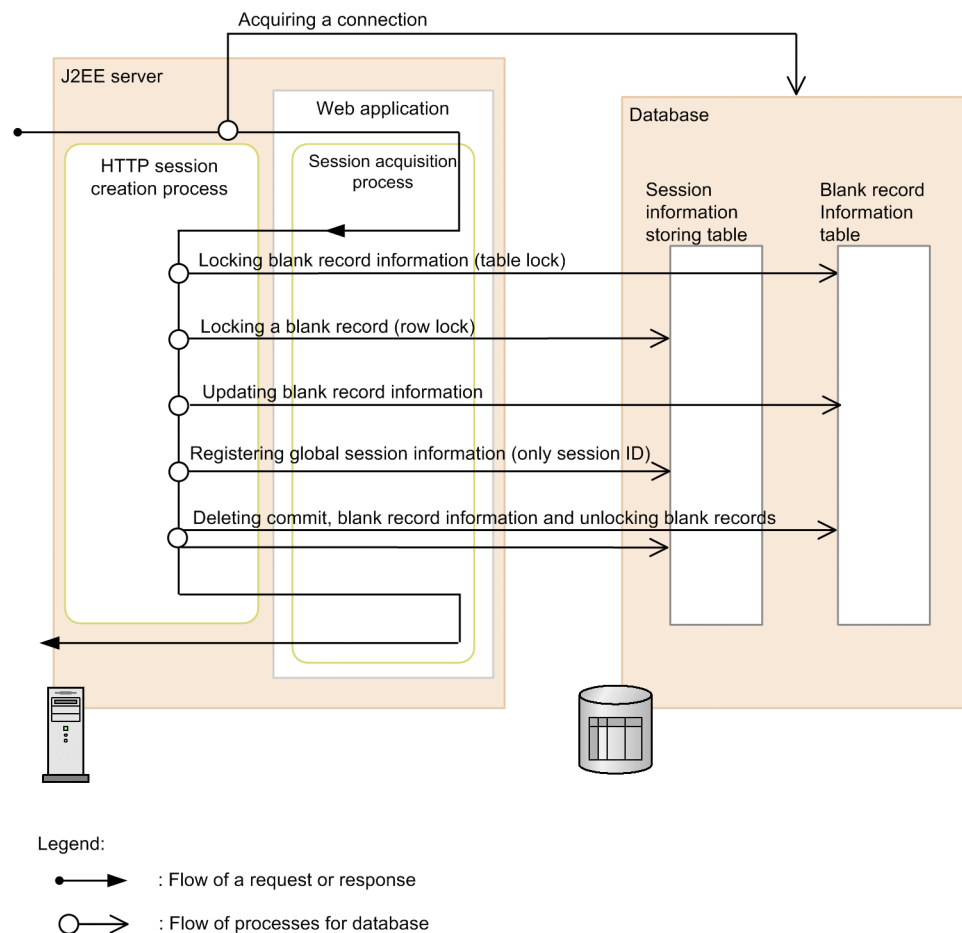 Acquiring a connection
J2EE server
Web application
Database
HTTP session
creation process
Session acquisition
process
Session
information
storing table
Blank record
Information
table
Locking blank record information (table lock)
Locking a blank record (row lock)
Updating blank record information
Registering global session information (only session ID)
Deleting commit, blank record information and unlocking blank records
Legend:
: Flow of a request or response
: Flow of processes for database